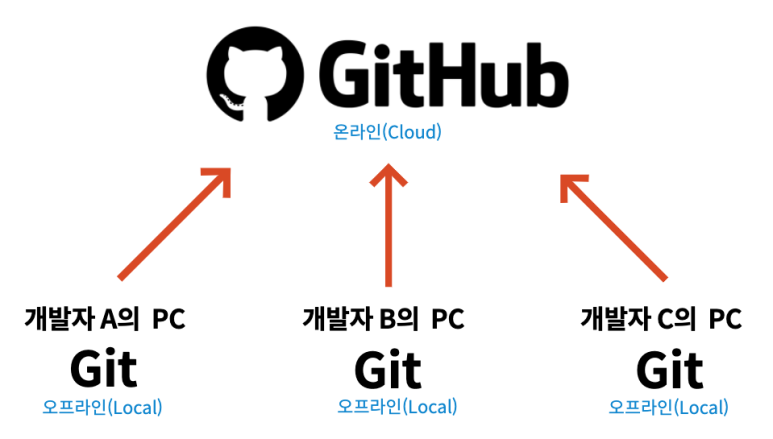 GitHub
온라인(Cloud)
개발자 A의 PC
Git
오프라인(Local)
개발자 B의 PC
Git
오프라인(Local)
개발자 C의 PC
Git
오프라인(Local)